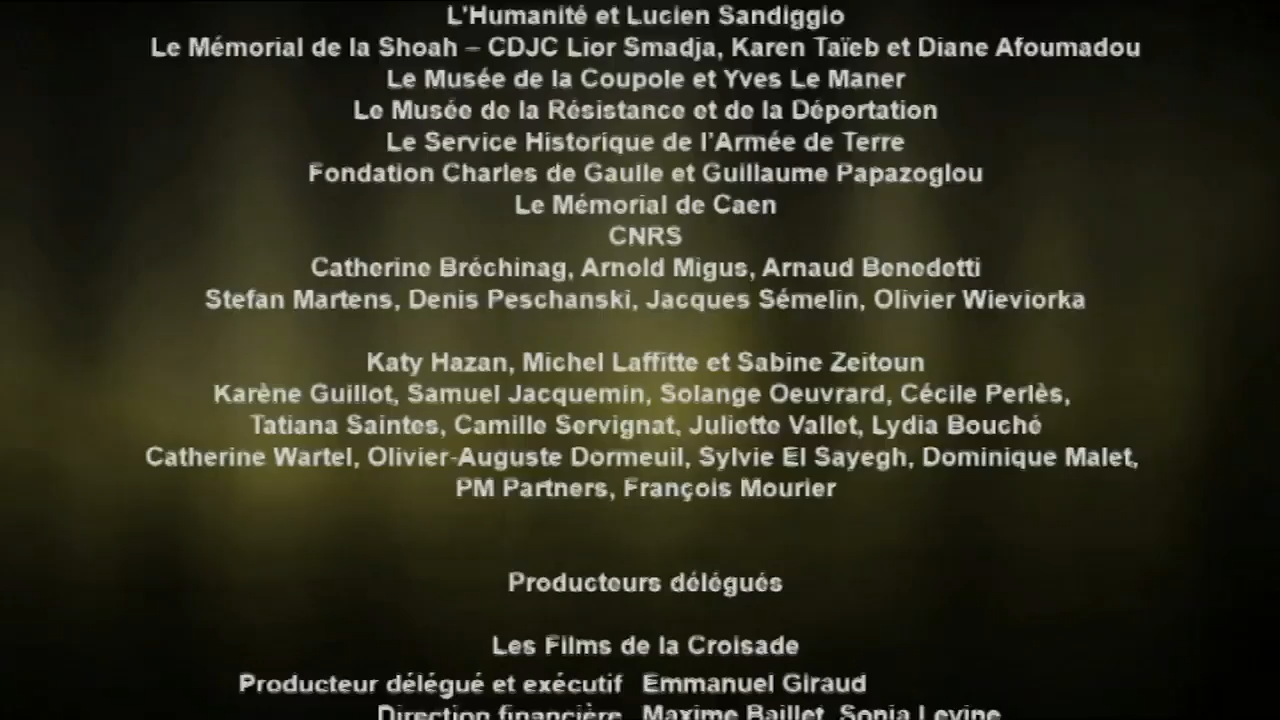 L'Humanité et Lucien Sandiggio
Le Mémorial de la Shoah – CDJC Lior Smadja, Karen Taïeb et Diane Afoumadou
Le Musée de la Coupole et Yves Le Maner
Le Musée de la Résistance et de la Déportation
Le Service Historique de l'Armée de Terre
Fondation Charles de Gaulle et Guillaume Papazoglou
Le Mémorial de Caen
CNRS
Catherine Bréchinag, Arnold Migus, Arnaud Benedetti
Stefan Martens, Denis Peschanski, Jacques Sémelin, Olivier Wieviorka
Katy Hazan, Michel Laffitte et Sabine Zeitoun
Karène Guillot, Samuel Jacquemin, Solange Oeuvrard, Cécile Perlès,
Tatiana Saintes, Camille Servignat, Juliette Vallet, Lydia Bouché
Catherine Wartel, Olivier-Auguste Dormeuil, Sylvie El Sayegh, Dominique Malet,
PM Partners, François Mourier
Producteurs délégués
Les Films de la Croisade
Producteur délégué et exécutif Emmanuel Giraud
Direction financière Maxime Baillet, Sonia Levine